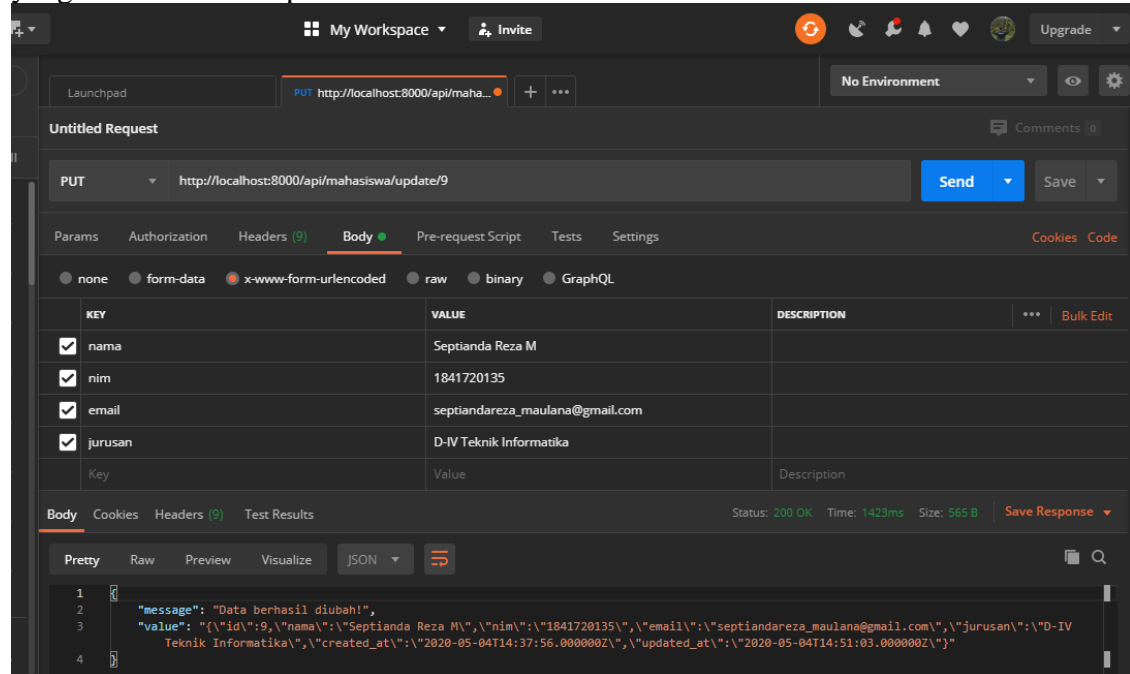 My Workspace Invite Upgrade
Launchpad PUT http://localhost:8000/api/maha... + ••• No Environment
Untitled Request Comments 0
PUT http://localhost:8000/api/mahasiswa/update/9 Send Save
Params Authorization Headers (9) Body Pre-request Script Tests Settings Cookies Code
none form-data x-www-form-urlencoded raw binary GraphQL
KEY VALUE DESCRIPTION ••• Bulk Edit
nama Septianda Reza M
nim 1841720135
email septiandareza_maulana@gmail.com
jurusan D-IV Teknik Informatika
Key Value Description
Body Cookies Headers (9) Test Results Status: 200 OK Time: 1423ms Size: 565 B Save Response
Pretty Raw Preview Visualize JSON
1 {
2 "message": "Data berhasil diubah!",
3 "value": "{\"id\":9,\"nama\":\"Septianda Reza M\",\"nim\":\"1841720135\",\"email\":\"septiandareza_maulana@gmail.com\",\"jurusan\":\"D-IV
Teknik Informatika\",\"created_at\":\"2020-05-04T14:37:56.000000Z\",\"updated_at\":\"2020-05-04T14:51:03.000000Z\"}"
4 }